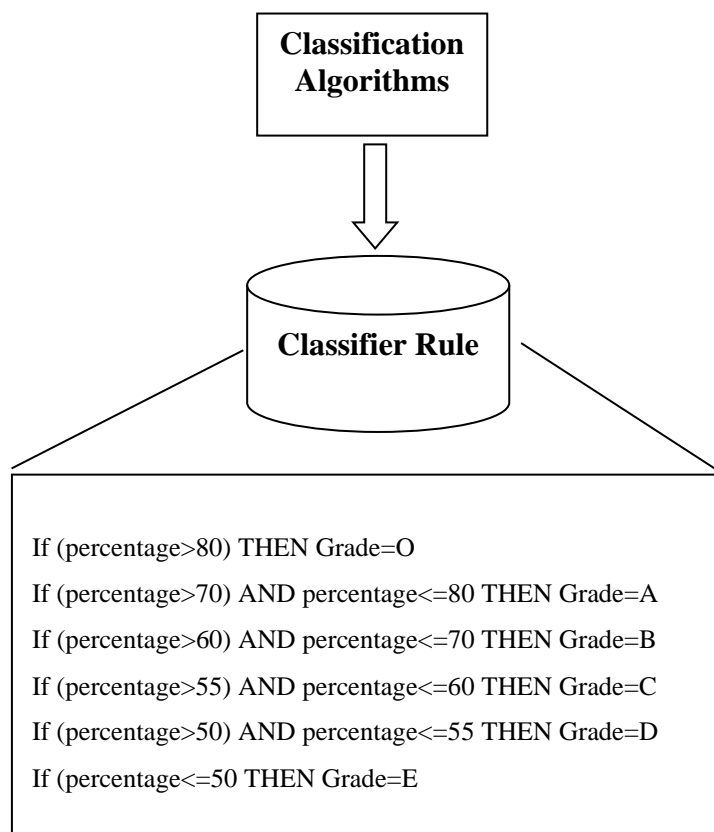 Classification
Algorithms
Classifier Rule
If (percentage>80) THEN Grade=O
If (percentage>70) AND percentage<=80 THEN Grade=A
If (percentage>60) AND percentage<=70 THEN Grade=B
If (percentage>55) AND percentage<=60 THEN Grade=C
If (percentage>50) AND percentage<=55 THEN Grade=D
If (percentage<=50 THEN Grade=E